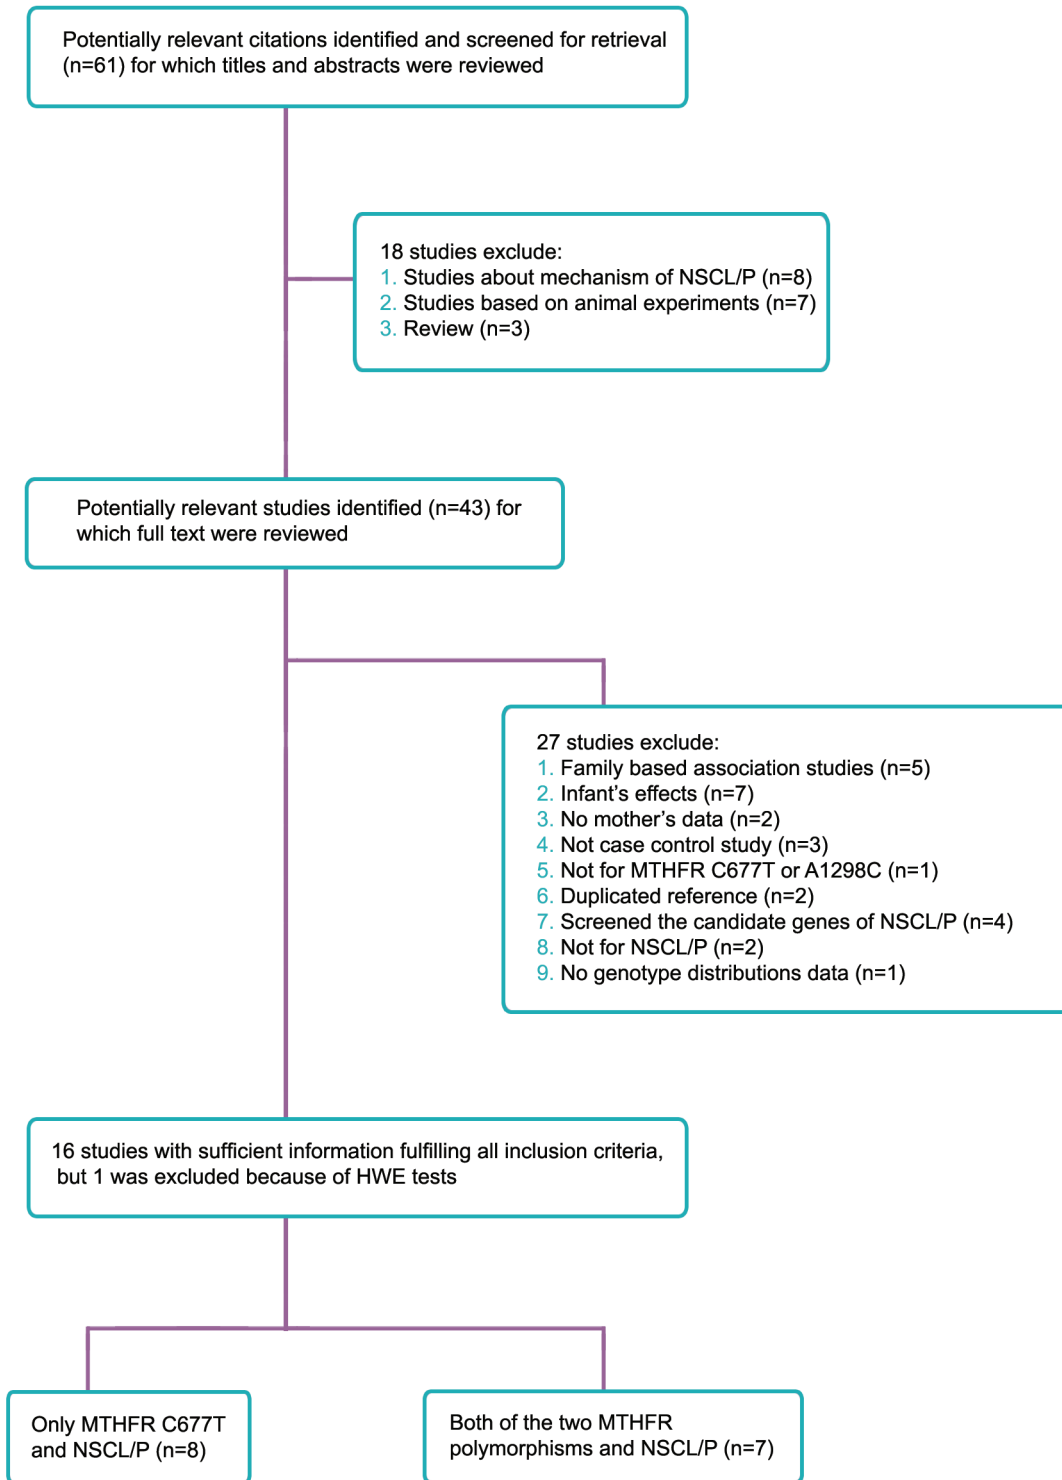 Potentially relevant citations identified and screened for retrieval
(n=61) for which titles and abstracts were reviewed
18 studies exclude:
1. Studies about mechanism of NSCL/P (n=8)
2. Studies based on animal experiments (n=7)
3. Review (n=3)
Potentially relevant studies identified (n=43) for
which full text were reviewed
27 studies exclude:
1. Family based association studies (n=5)
2. Infant’s effects (n=7)
3. No mother’s data (n=2)
4. Not case control study (n=3)
5. Not for MTHFR C677T or A1298C (n=1)
6. Duplicated reference (n=2)
7. Screened the candidate genes of NSCL/P (n=4)
8. Not for NSCL/P (n=2)
9. No genotype distributions data (n=1)
16 studies with sufficient information fulfilling all inclusion criteria,
but 1 was excluded because of HWE tests
Only MTHFR C677T
and NSCL/P (n=8)
Both of the two MTHFR
polymorphisms and NSCL/P (n=7)